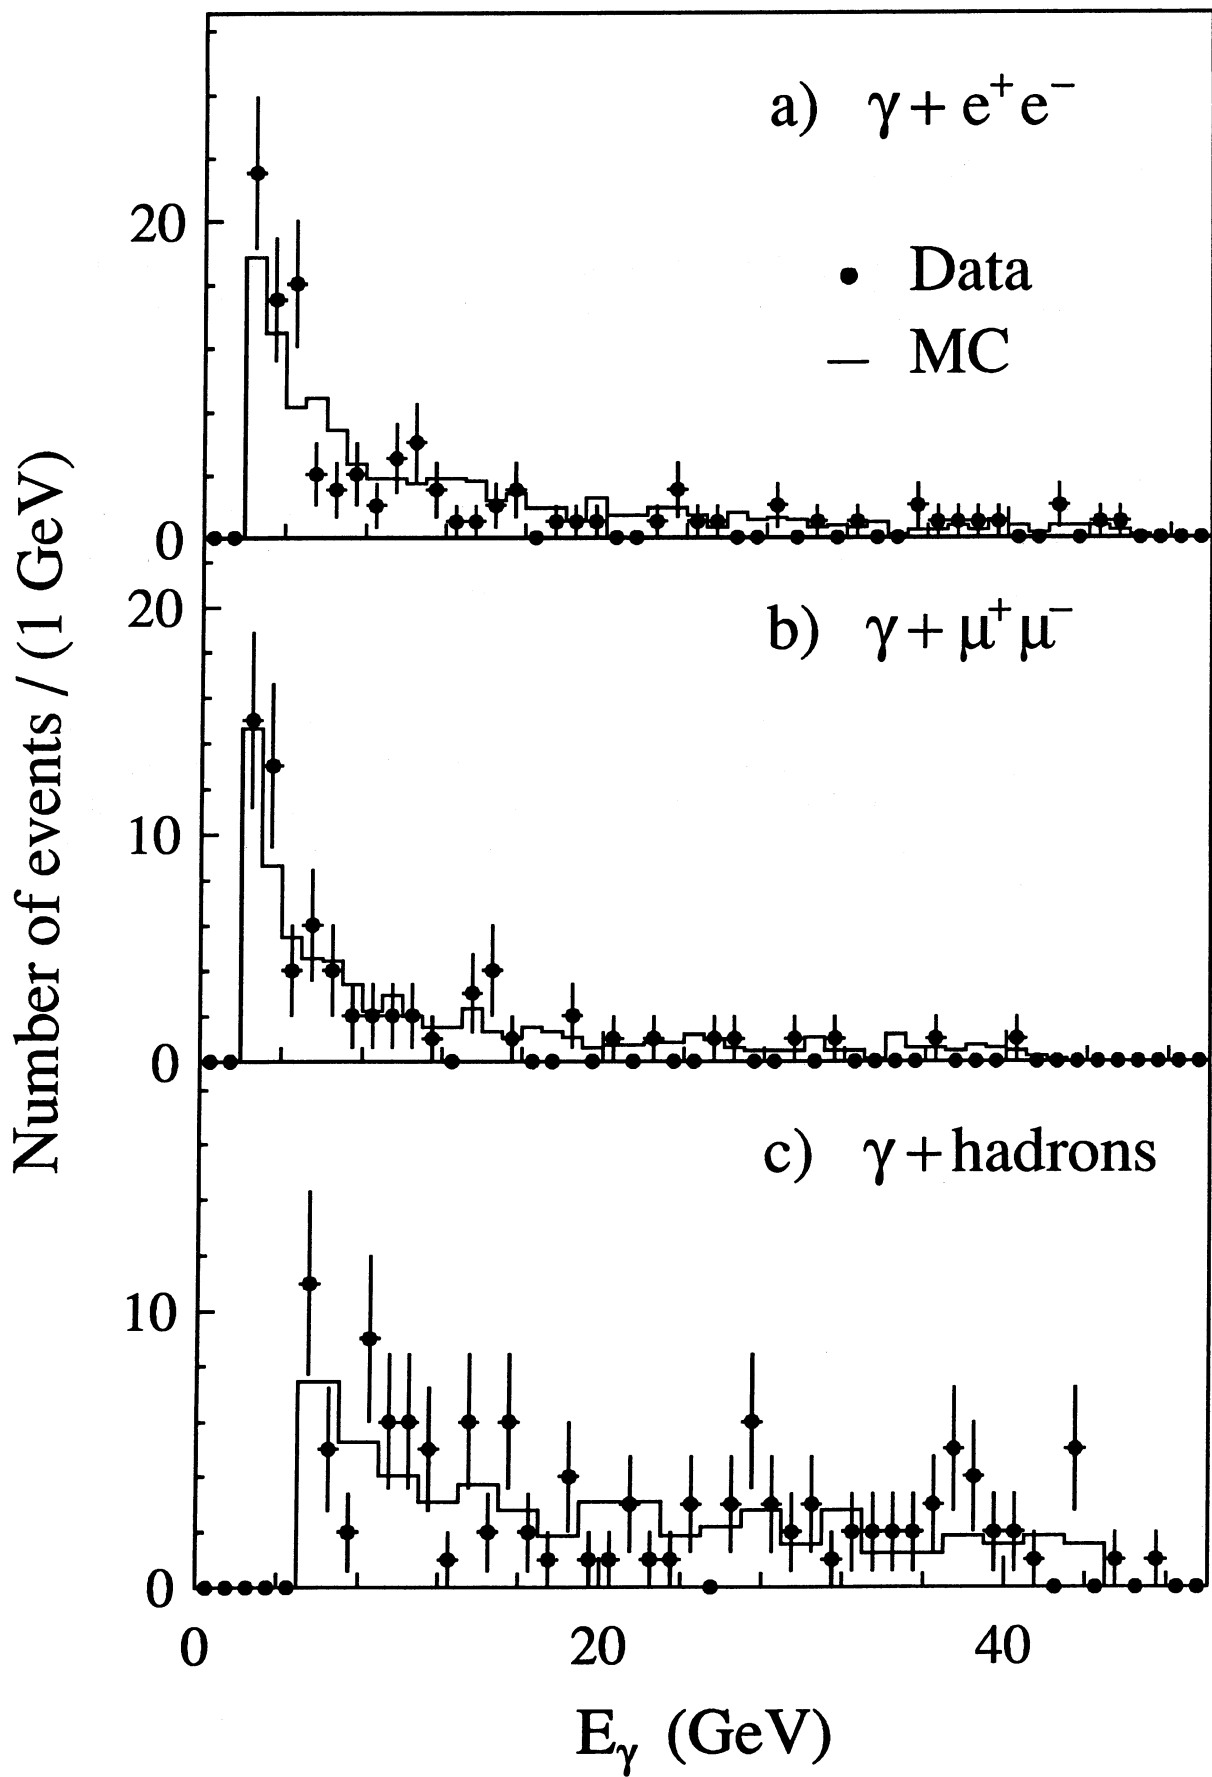 a) γ + e⁺e⁻
20
● Data
— MC
0
20
b) γ + μ⁺μ⁻
10
0
c) γ + hadrons
10
0
0 20 40
E_γ (GeV)
Number of events / (1 GeV)